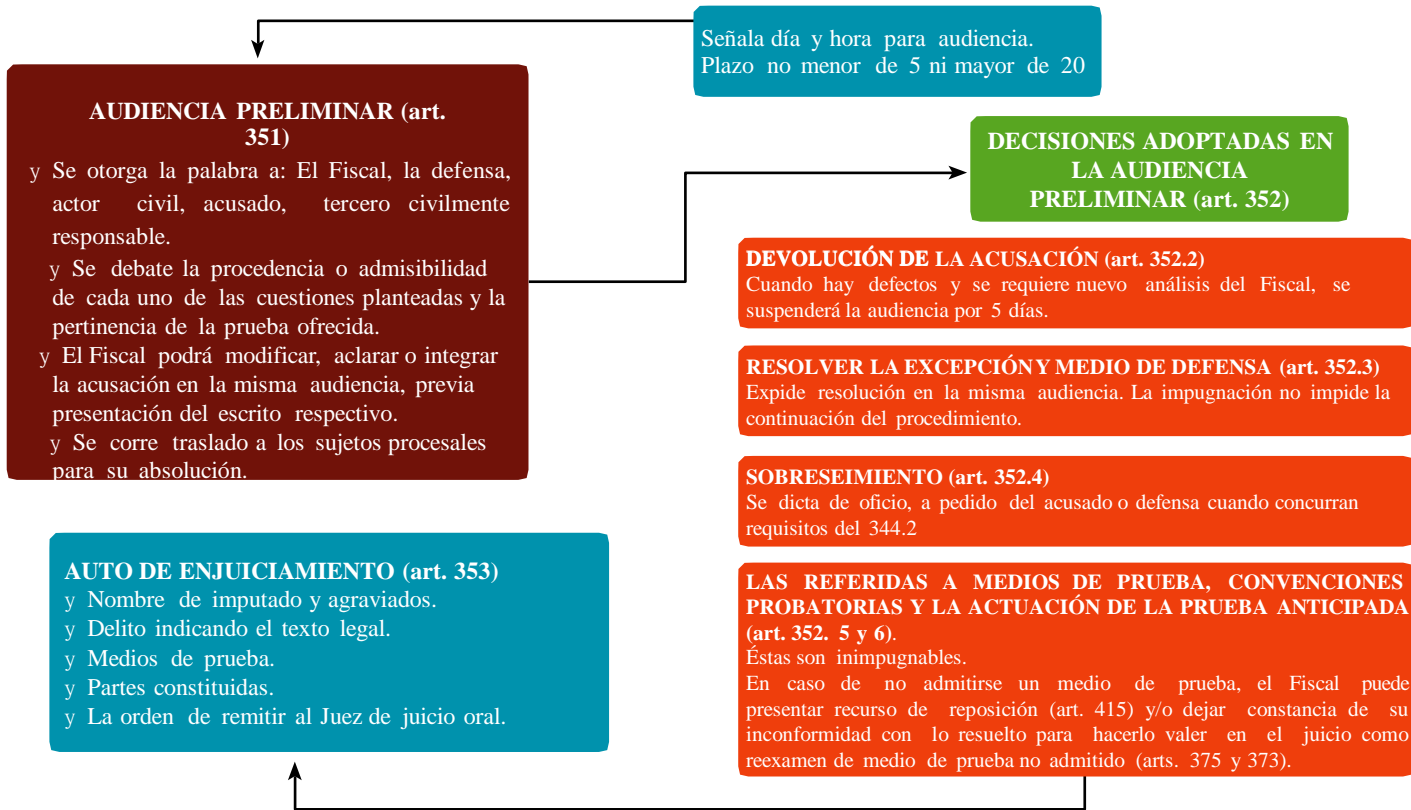 Señala día y hora para audiencia.
Plazo no menor de 5 ni mayor de 20
AUDIENCIA PRELIMINAR (art.
351)
y Se otorga la palabra a: El Fiscal, la defensa,
actor civil, acusado, tercero civilmente
responsable.
y Se debate la procedencia o admisibilidad
de cada uno de las cuestiones planteadas y la
pertinencia de la prueba ofrecida.
y El Fiscal podrá modificar, aclarar o integrar
la acusación en la misma audiencia, previa
presentación del escrito respectivo.
y Se corre traslado a los sujetos procesales
para su absolución.
DECISIONES ADOPTADAS EN
LA AUDIENCIA
PRELIMINAR (art. 352)
DEVOLUCIÓN DE LA ACUSACIÓN (art. 352.2)
Cuando hay defectos y se requiere nuevo análisis del Fiscal, se
suspenderá la audiencia por 5 días.
RESOLVER LA EXCEPCIÓN Y MEDIO DE DEFENSA (art. 352.3)
Expide resolución en la misma audiencia. La impugnación no impide la
continuación del procedimiento.
SOBRESEIMIENTO (art. 352.4)
Se dicta de oficio, a pedido del acusado o defensa cuando concurran
requisitos del 344.2
LAS REFERIDAS A MEDIOS DE PRUEBA, CONVENCIONES
PROBATORIAS Y LA ACTUACIÓN DE LA PRUEBA ANTICIPADA
(art. 352. 5 y 6).
Éstas son inimpugnables.
En caso de no admitirse un medio de prueba, el Fiscal puede
presentar recurso de reposición (art. 415) y/o dejar constancia de su
inconformidad con lo resuelto para hacerlo valer en el juicio como
reexamen de medio de prueba no admitido (arts. 375 y 373).
AUTO DE ENJUICIAMIENTO (art. 353)
y Nombre de imputado y agraviados.
y Delito indicando el texto legal.
y Medios de prueba.
y Partes constituidas.
y La orden de remitir al Juez de juicio oral.